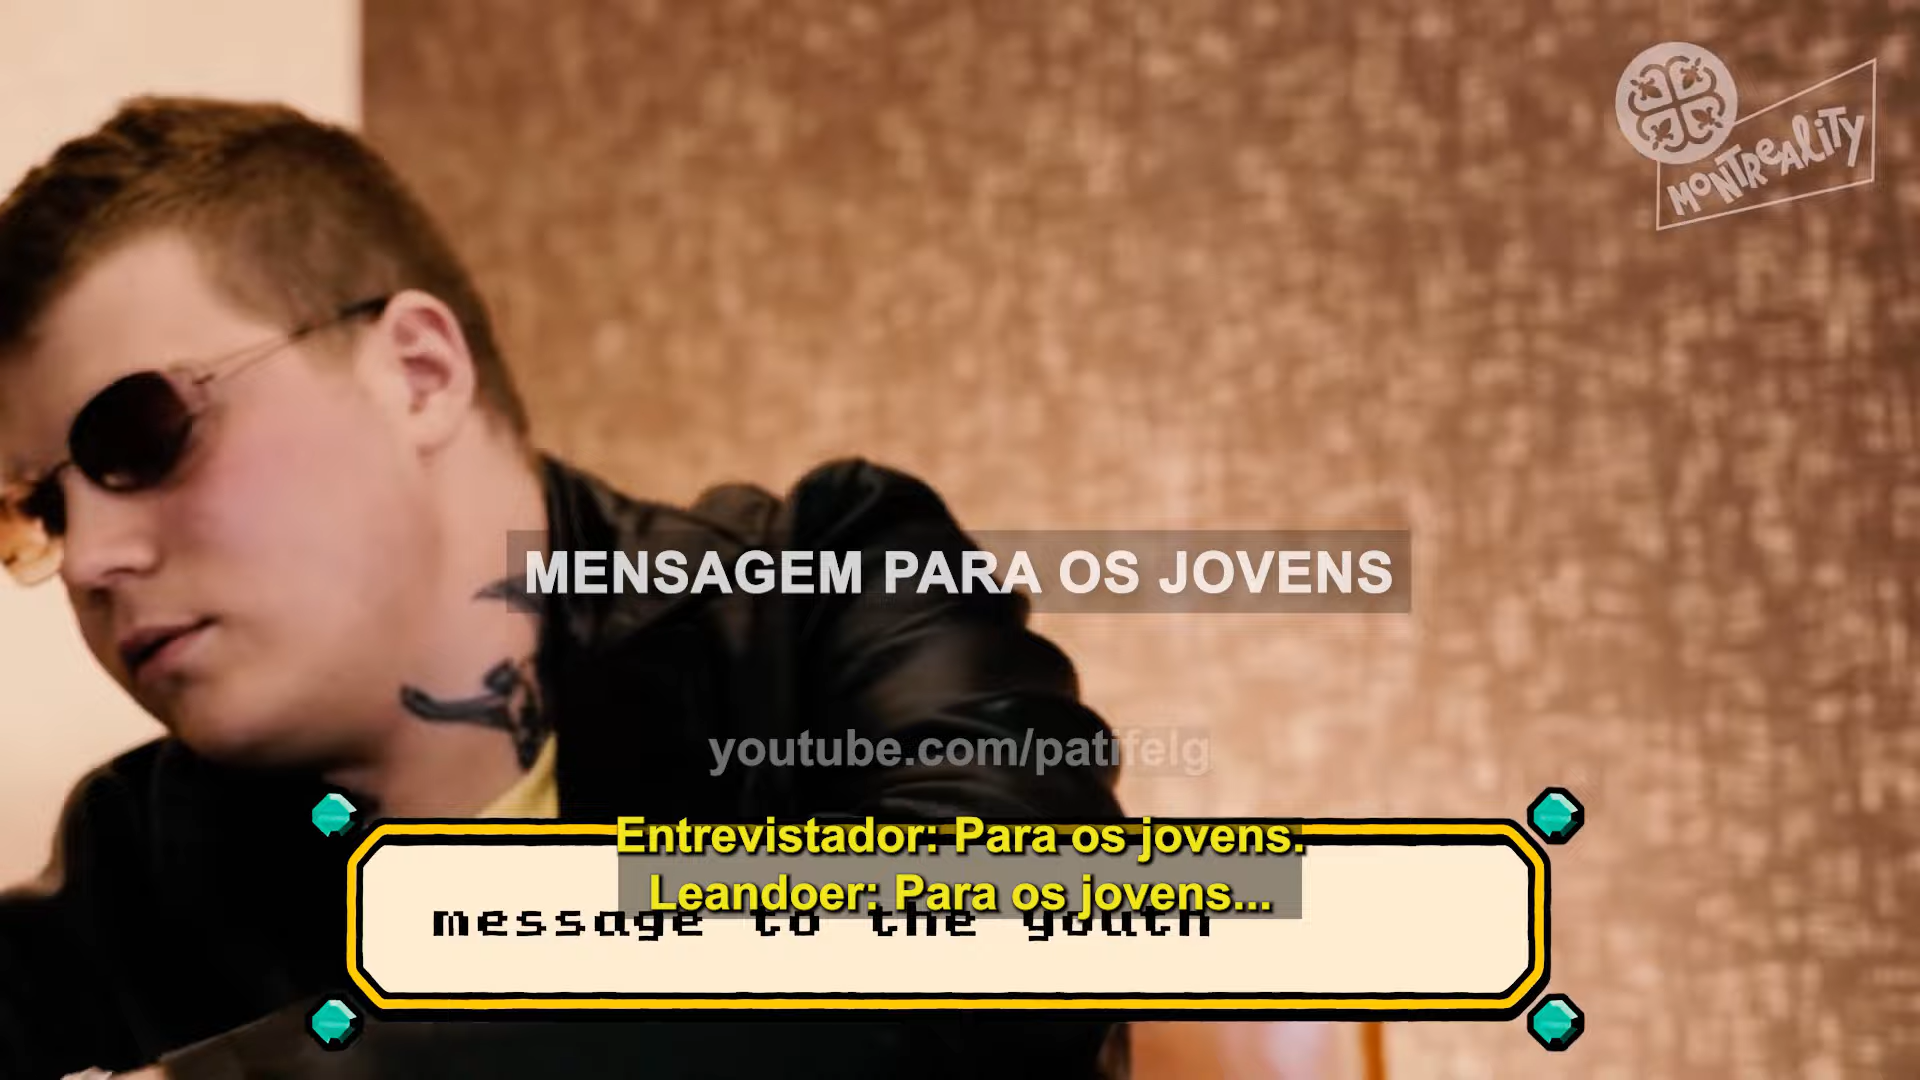 MONTREALITY
MENSAGEM PARA OS JOVENS
youtube.com/patifelg
Entrevistador: Para os jovens.
Leandoer: Para os jovens...
message to the youth